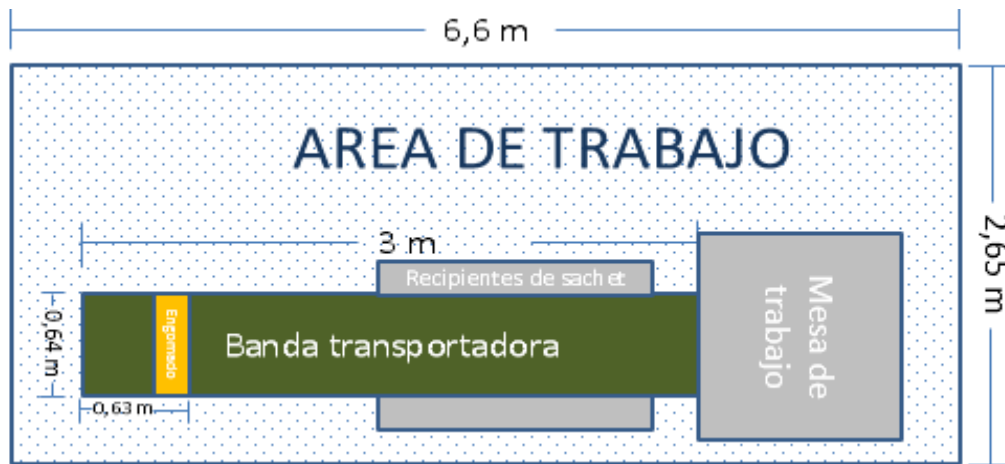 6,6 m
AREA DE TRABAJO
2,65 m
3 m
Recipientes de sachet
0,64 m
Engomado
Banda transportadora
Mesa de
trabajo
0,63 m